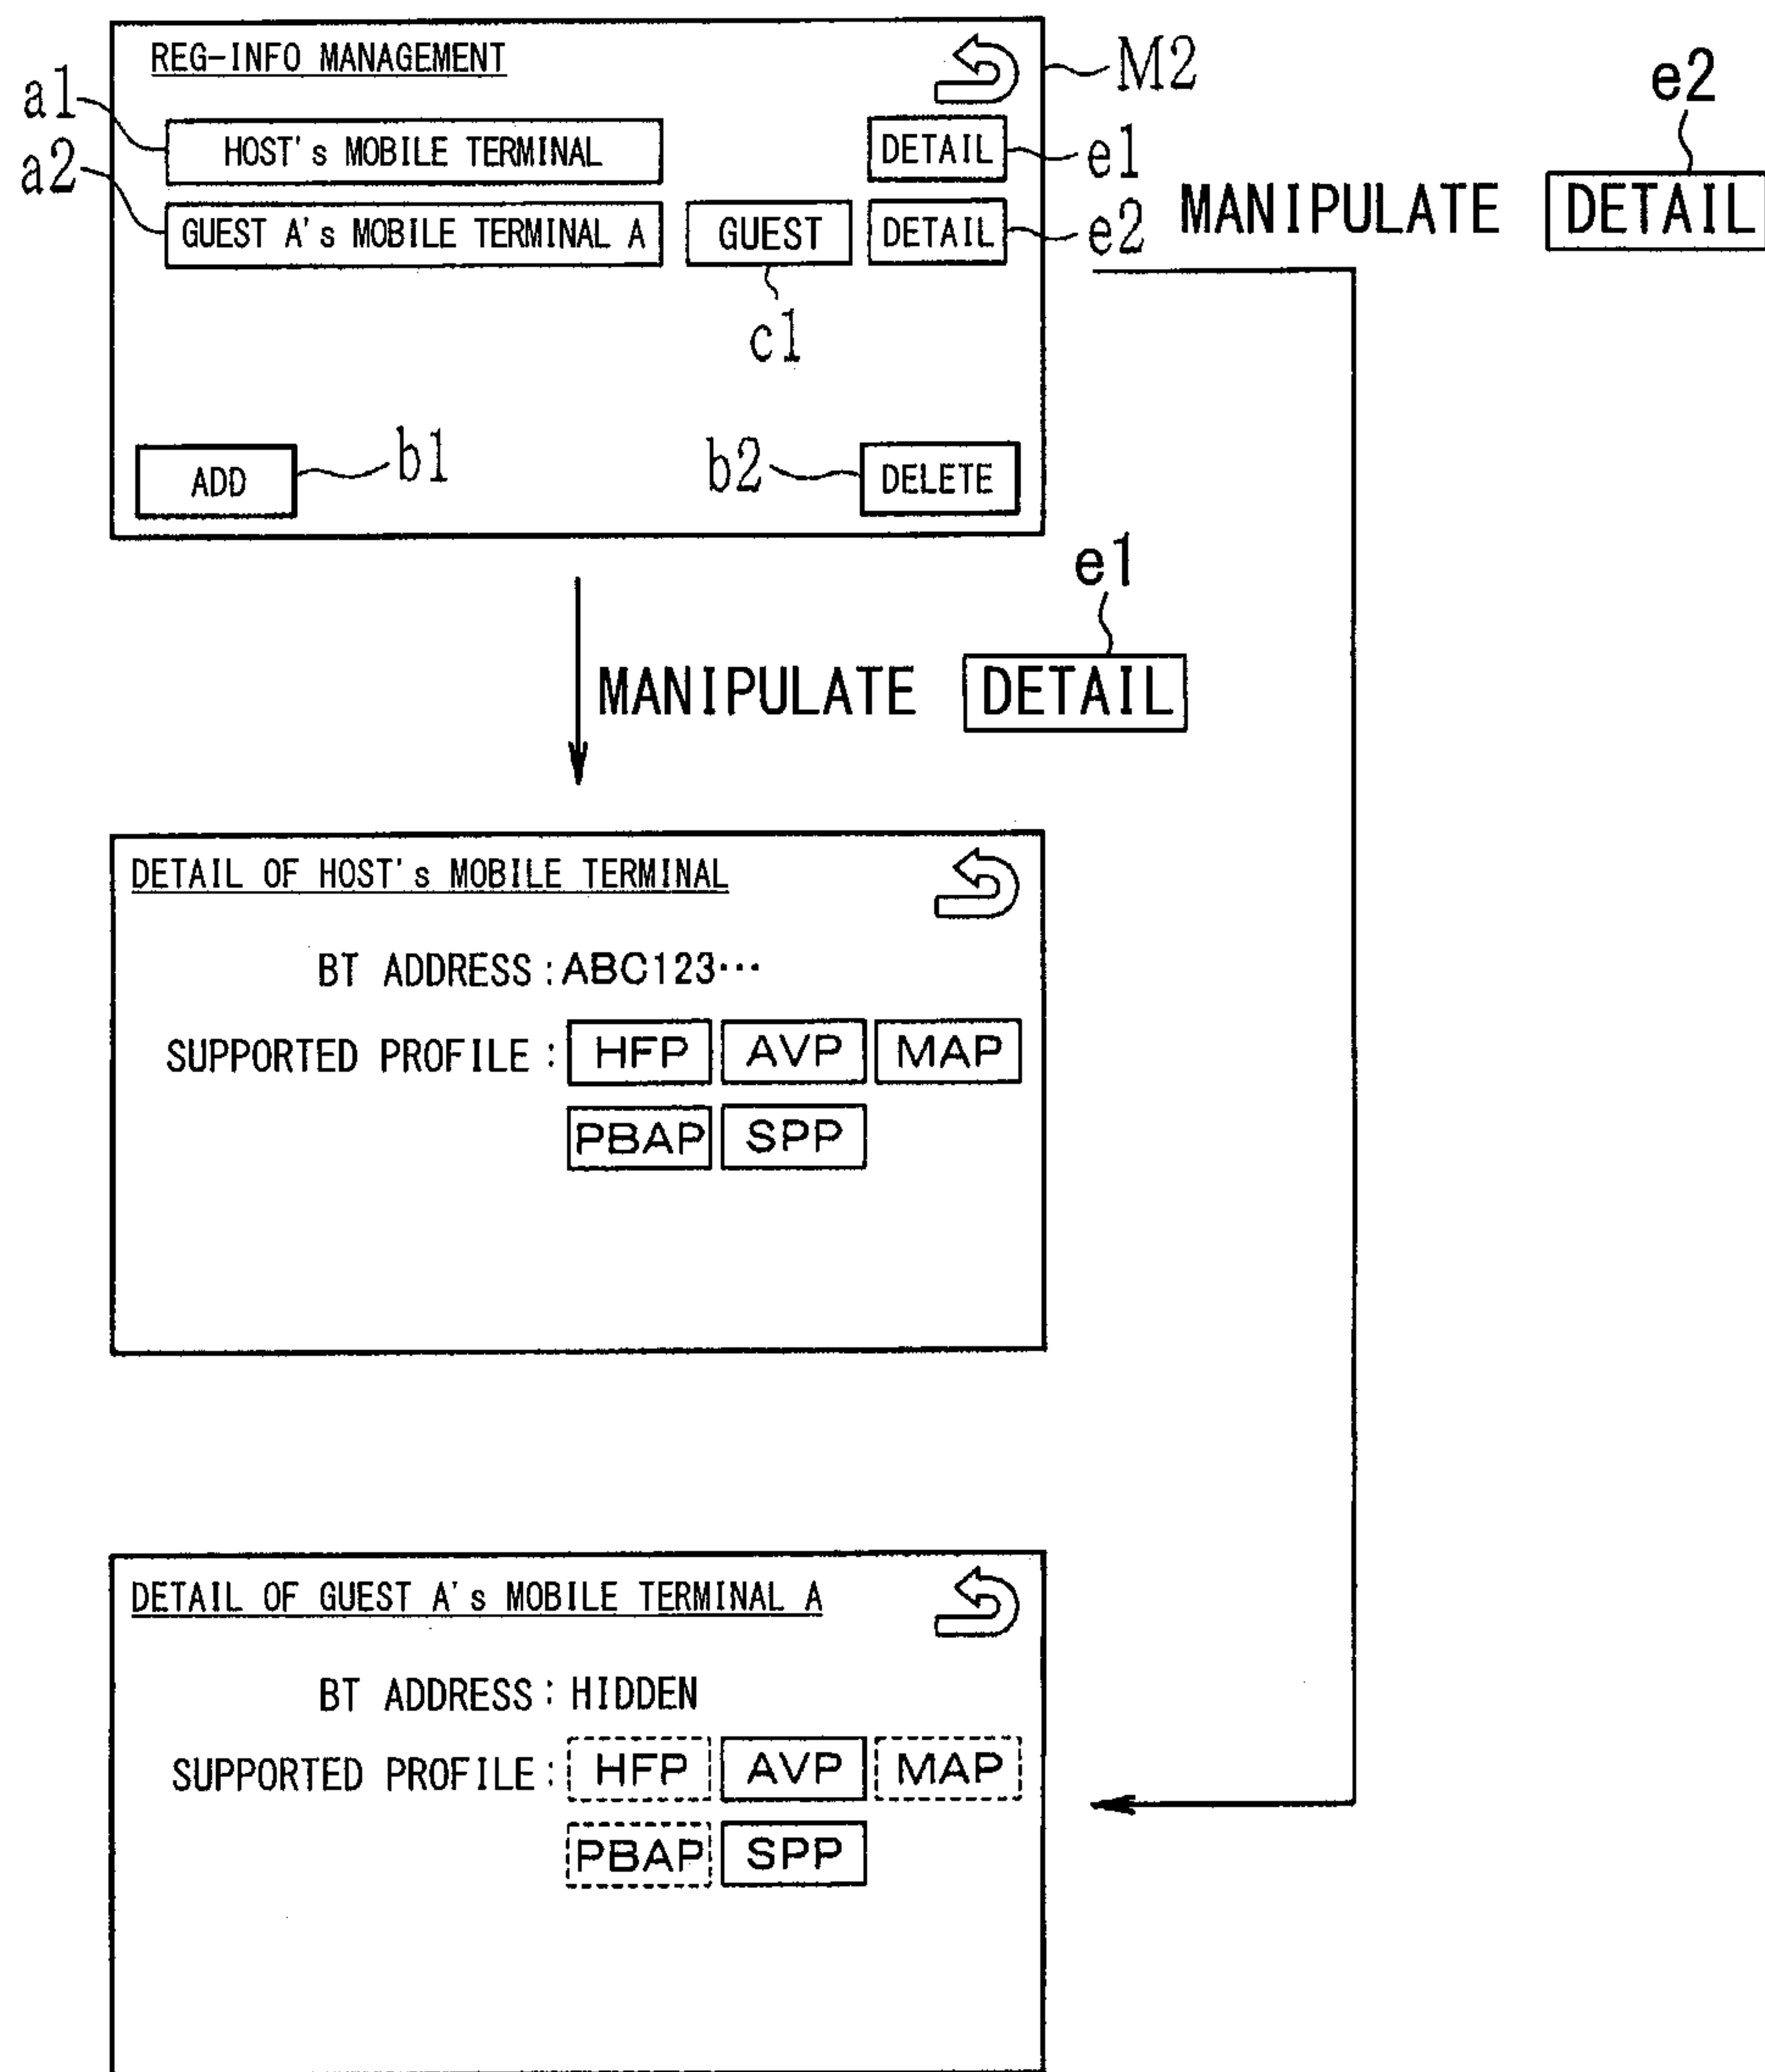 REG-INFO MANAGEMENT
M2
a1
HOST's MOBILE TERMINAL
DETAIL
e1
e2
a2
GUEST A's MOBILE TERMINAL A
GUEST
DETAIL
e2
MANIPULATE DETAIL
c1
ADD
b1
b2
DELETE
e1
MANIPULATE DETAIL
DETAIL OF HOST's MOBILE TERMINAL
BT ADDRESS:ABC123···
SUPPORTED PROFILE: HFP AVP MAP
PBAP SPP
DETAIL OF GUEST A's MOBILE TERMINAL A
BT ADDRESS: HIDDEN
SUPPORTED PROFILE: HFP AVP MAP
PBAP SPP